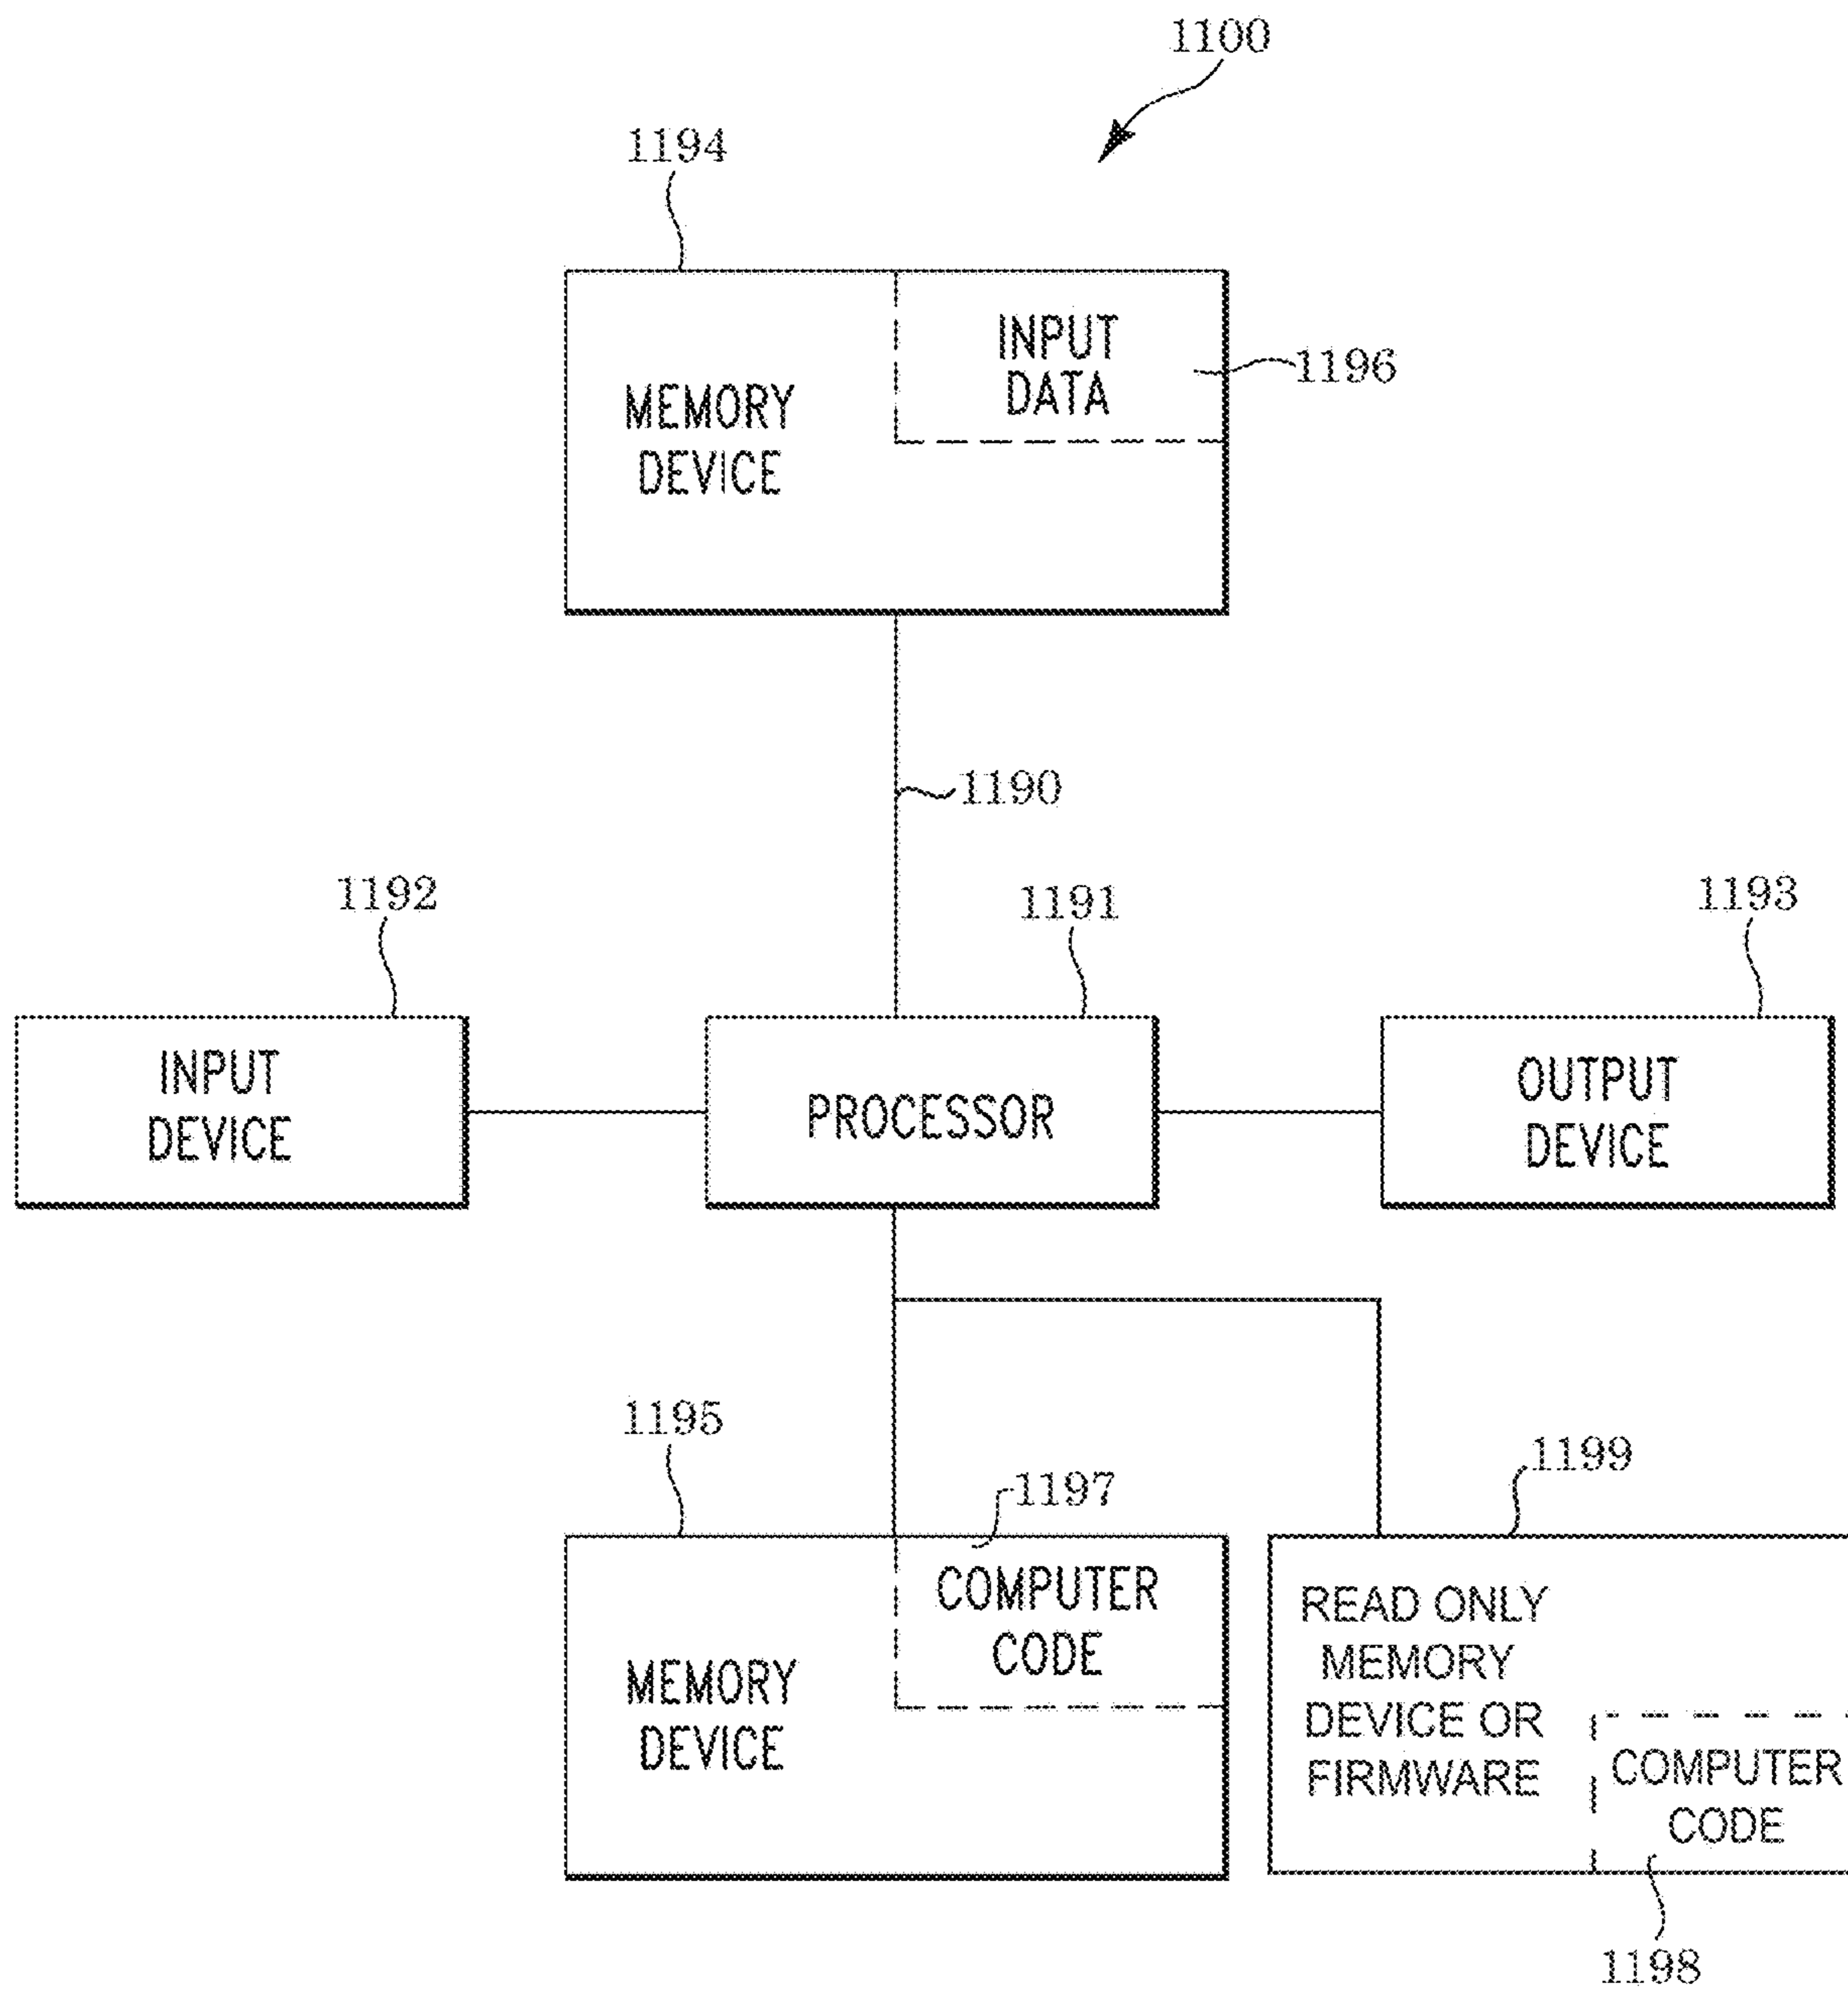 1100
1194
INPUT
DATA
1196
MEMORY
DEVICE
1190
1192
1191
1193
INPUT
DEVICE
PROCESSOR
OUTPUT
DEVICE
1195
1197
1199
COMPUTER
CODE
MEMORY
DEVICE
READ ONLY
MEMORY
DEVICE OR
FIRMWARE
COMPUTER
CODE
1198